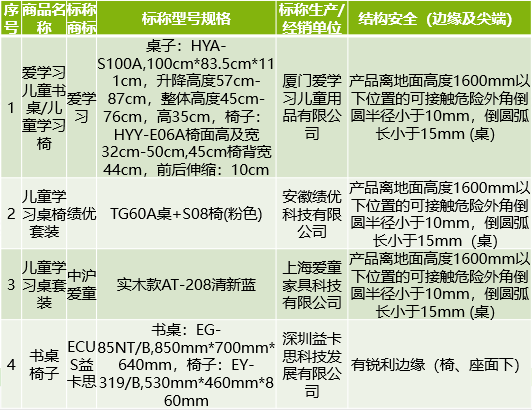 序号 商品名称 标称商标 标称型号规格 标称生产/经销单位 结构安全（边缘及尖端）
1
爱学习
儿童书
桌/儿
童学习
椅
爱学
习
桌子：HYA-
S100A,100cm*83.5cm*11
1cm，升降高度57cm-
87cm，整体高度45cm-
76cm，高35cm，椅子：
HYY-E06A椅面高及宽
32cm-50cm,45cm椅背宽
44cm，前后伸缩：10cm
厦门爱学
习儿童用
品有限公
司
产品离地面高度1600mm以
下位置的可接触危险外角倒
圆半径小于10mm，倒圆弧
长小于15mm (桌）
2
儿童学
习桌椅
套装
绩优
TG60A桌+S08椅(粉色)
安徽绩优
科技有限
公司
产品离地面高度1600mm以
下位置的可接触危险外角倒
圆半径小于10mm，倒圆弧
长小于15mm（桌）
3
儿童学
习桌套
装
中沪
爱童
实木款AT-208清新蓝
上海爱童
家具科技
有限公司
产品离地面高度1600mm以
下位置的可接触危险外角倒
圆半径小于10mm，倒圆弧
长小于15mm (桌）
4
书桌
椅子
ECU
S益
卡思
书桌：EG-
85NT/B,850mm*700mm*
640mm，椅子：EY-
319/B,530mm*460mm*8
60mm
深圳益卡
思科技发
展有限公
司
有锐利边缘（椅、座面下）